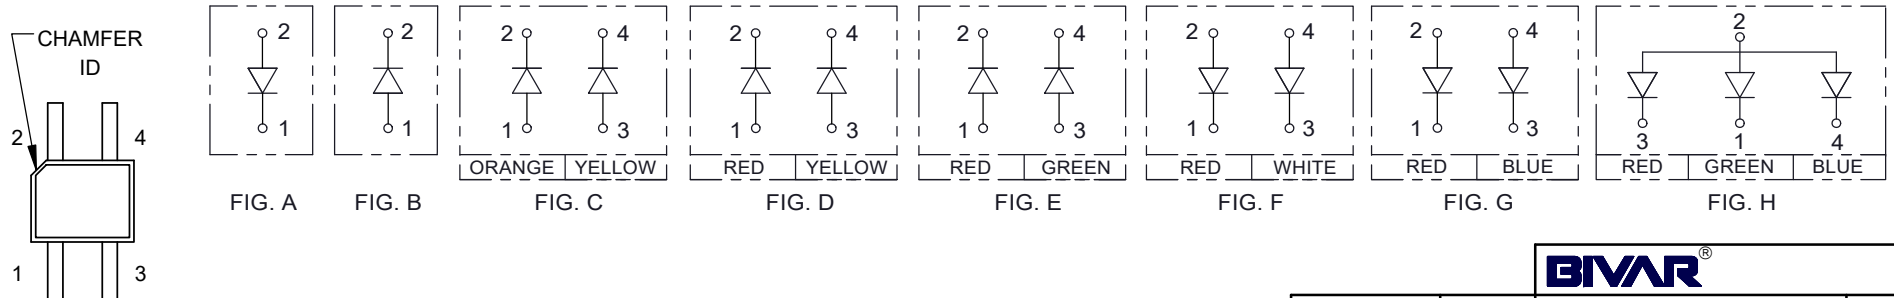 CHAMFER
ID
2 4
1 3
2
1
FIG. A
2
1
FIG. B
2 4
1 3
ORANGE YELLOW
FIG. C
2 4
1 3
RED YELLOW
FIG. D
2 4
1 3
RED GREEN
FIG. E
2 4
1 3
RED WHITE
FIG. F
2 4
1 3
RED BLUE
FIG. G
2
3 1 4
RED GREEN BLUE
FIG. H
BIVAR®